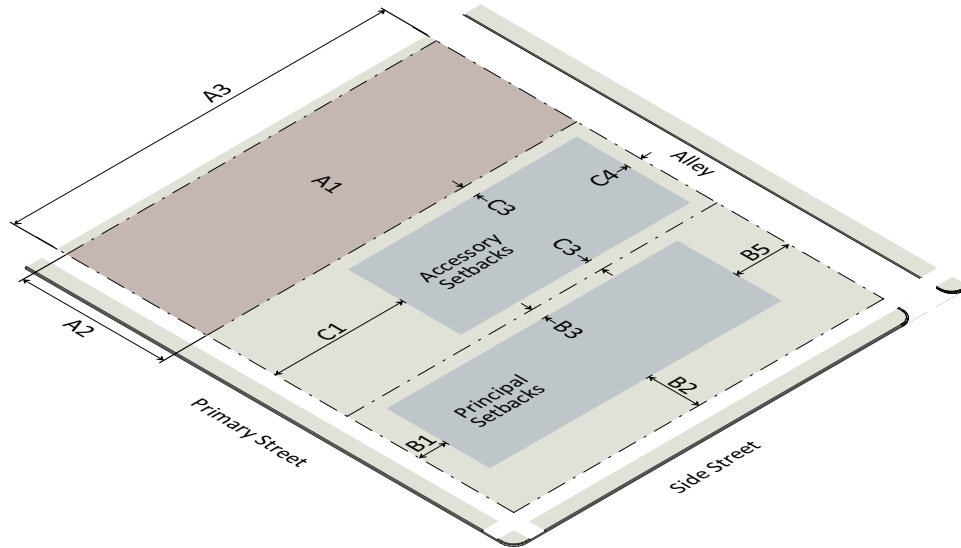 A3
A1
Alley
C4
C3
Accessory
Setbacks
C3
B5
C1
A2
B3
Principal
Setbacks
B2
B1
Primary Street
Side Street